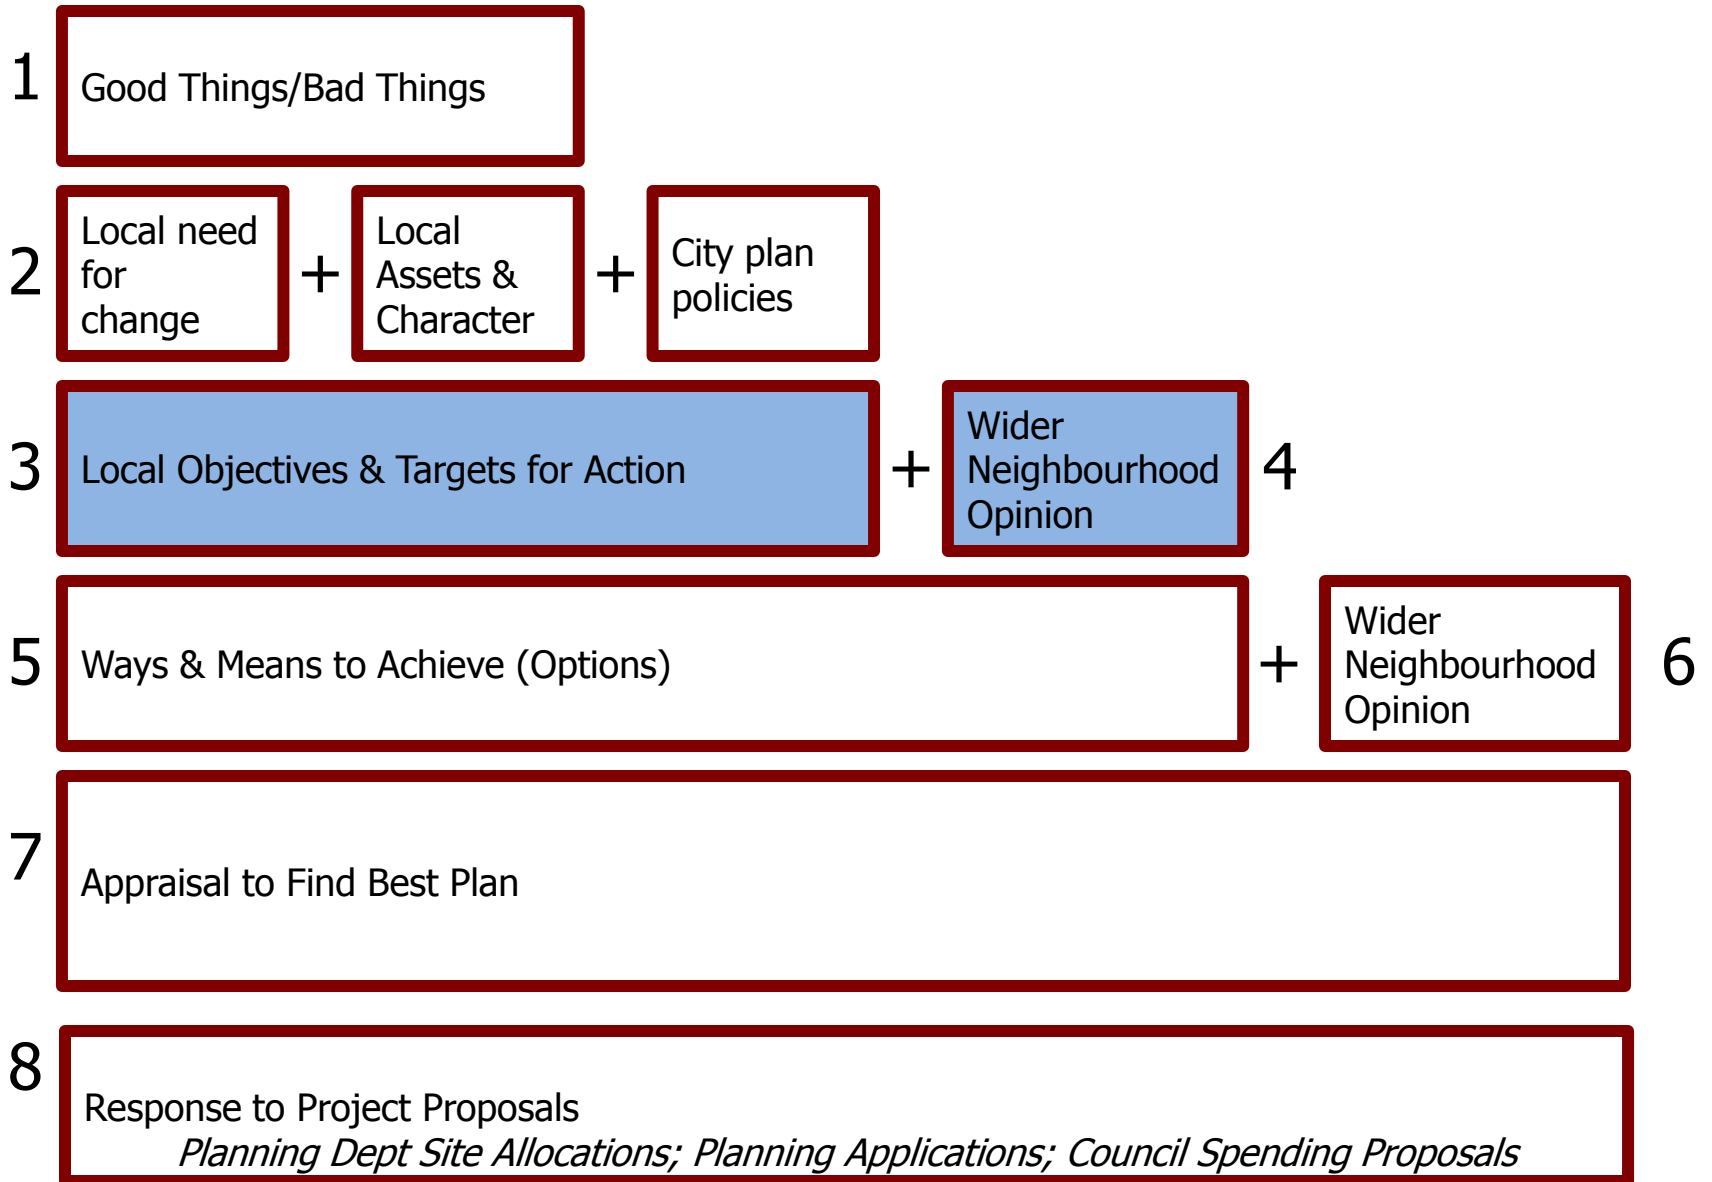 1
Good Things/Bad Things
2
Local need
for
change
+
Local
Assets &
Character
+
City plan
policies
3
Local Objectives & Targets for Action
+
Wider
Neighbourhood
Opinion
4
5
Ways & Means to Achieve (Options)
+
Wider
Neighbourhood
Opinion
6
7
Appraisal to Find Best Plan
8
Response to Project Proposals
Planning Dept Site Allocations; Planning Applications; Council Spending Proposals